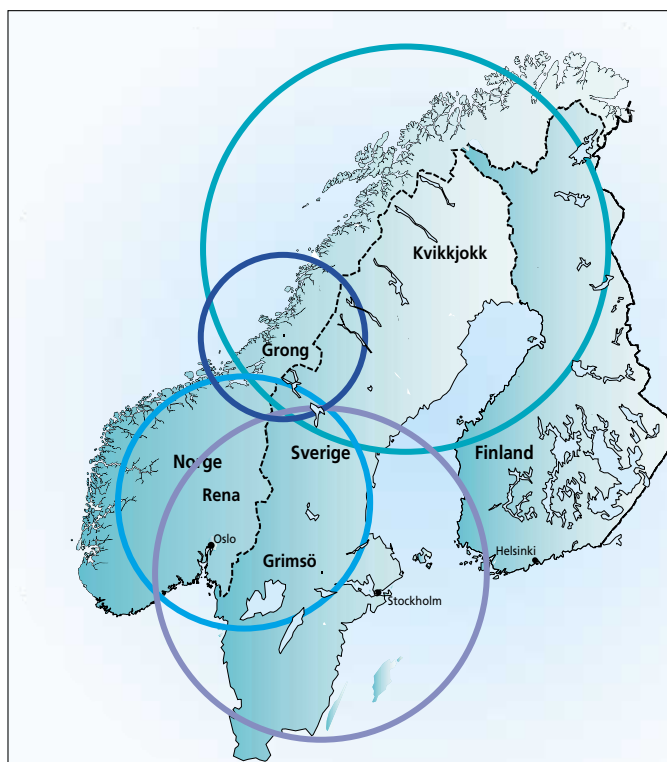 Kvikkjokk
Grong
Sverige
Finland
Norge
Rena
Oslo
Helsinki
Grimsö
Stockholm